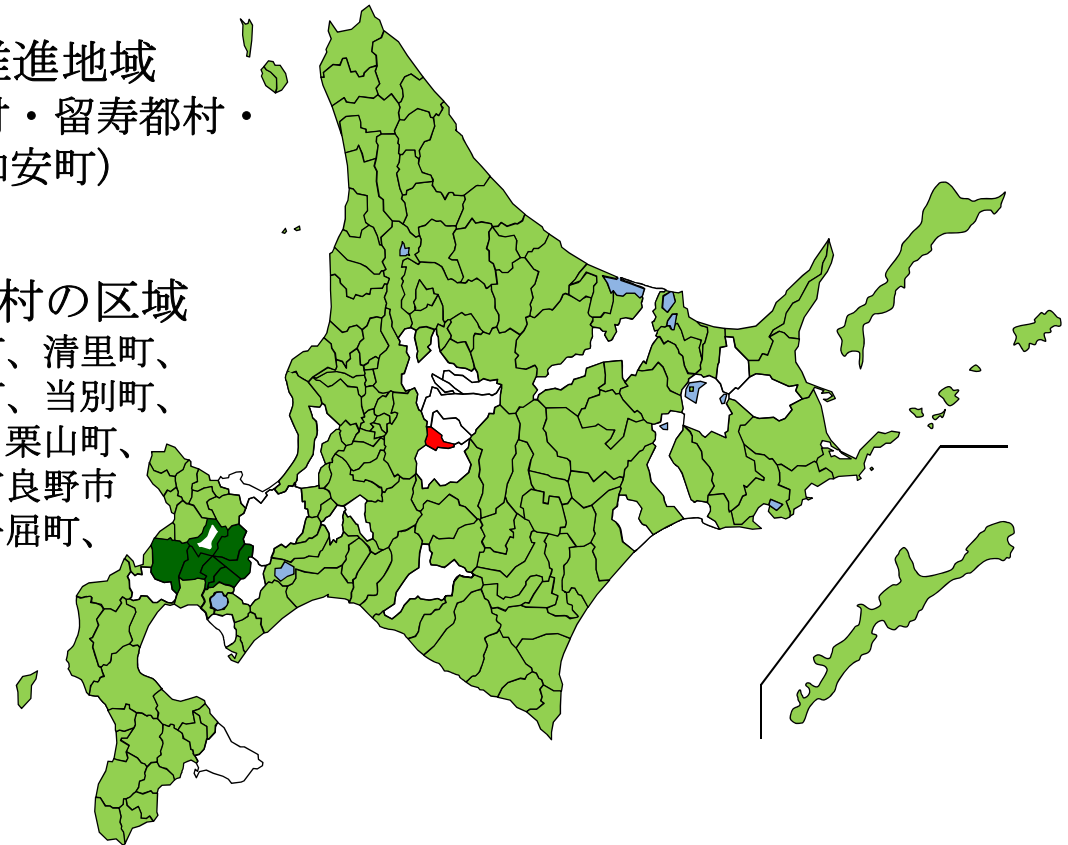 進地域
・留寿都村・
安町）
村の区域
、清里町、
、当別町、
栗山町、
良野市
屈町、